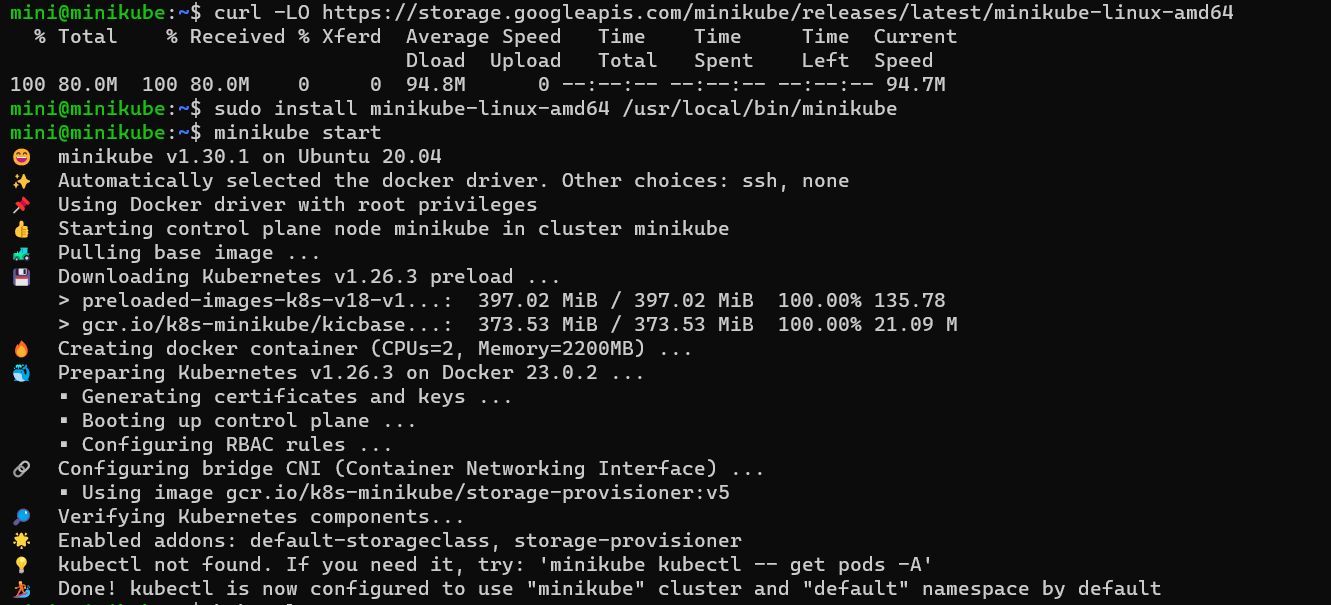 mini@minikube:~$ curl -LO https://storage.googleapis.com/minikube/releases/latest/minikube-linux-amd64
% Total % Received % Xferd Average Speed Time Time Time Current
Dload Upload Total Spent Left Speed
100 80.0M 100 80.0M 0 0 94.8M 0 --:--:-- --:--:-- --:--:-- 94.7M
mini@minikube:~$ sudo install minikube-linux-amd64 /usr/local/bin/minikube
mini@minikube:~$ minikube start
😄 minikube v1.30.1 on Ubuntu 20.04
✨ Automatically selected the docker driver. Other choices: ssh, none
📌 Using Docker driver with root privileges
👍 Starting control plane node minikube in cluster minikube
🚜 Pulling base image ...
💾 Downloading Kubernetes v1.26.3 preload ...
> preloaded-images-k8s-v18-v1...: 397.02 MiB / 397.02 MiB 100.00% 135.78
> gcr.io/k8s-minikube/kicbase...: 373.53 MiB / 373.53 MiB 100.00% 21.09 M
🔥 Creating docker container (CPUs=2, Memory=2200MB) ...
🐳 Preparing Kubernetes v1.26.3 on Docker 23.0.2 ...
▪ Generating certificates and keys ...
▪ Booting up control plane ...
▪ Configuring RBAC rules ...
🔗 Configuring bridge CNI (Container Networking Interface) ...
▪ Using image gcr.io/k8s-minikube/storage-provisioner:v5
🔎 Verifying Kubernetes components...
🌟 Enabled addons: default-storageclass, storage-provisioner
💡 kubectl not found. If you need it, try: 'minikube kubectl -- get pods -A'
🏄 Done! kubectl is now configured to use "minikube" cluster and "default" namespace by default